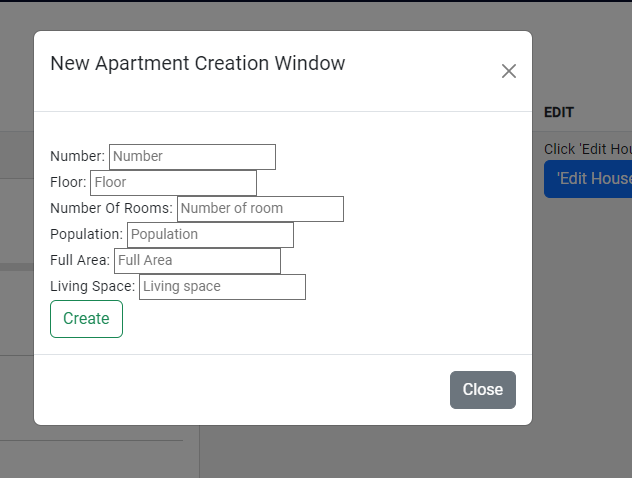 New Apartment Creation Window
EDIT
Number: Number
Click 'Edit Hou
Floor: Floor
'Edit House
Number Of Rooms: Number of room
Population: Population
Full Area: Full Area
Living Space: Living space
Create
Close